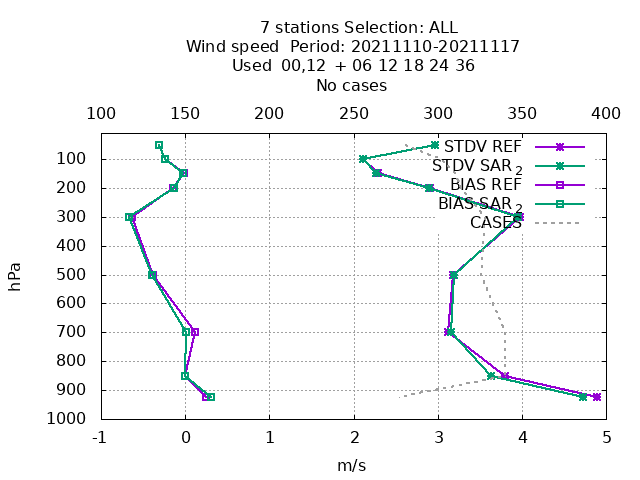 7 stations Selection: ALL
Wind speed  Period: 20211110-20211117
Used  00,12  + 06 12 18 24 36
No cases
100 150 200 250 300 350 400
STDV REF
STDV SAR 2
BIAS REF
BIAS SAR 2
CASES
hPa
100
200
300
400
500
600
700
800
900
1000
-1 0 1 2 3 4 5
m/s